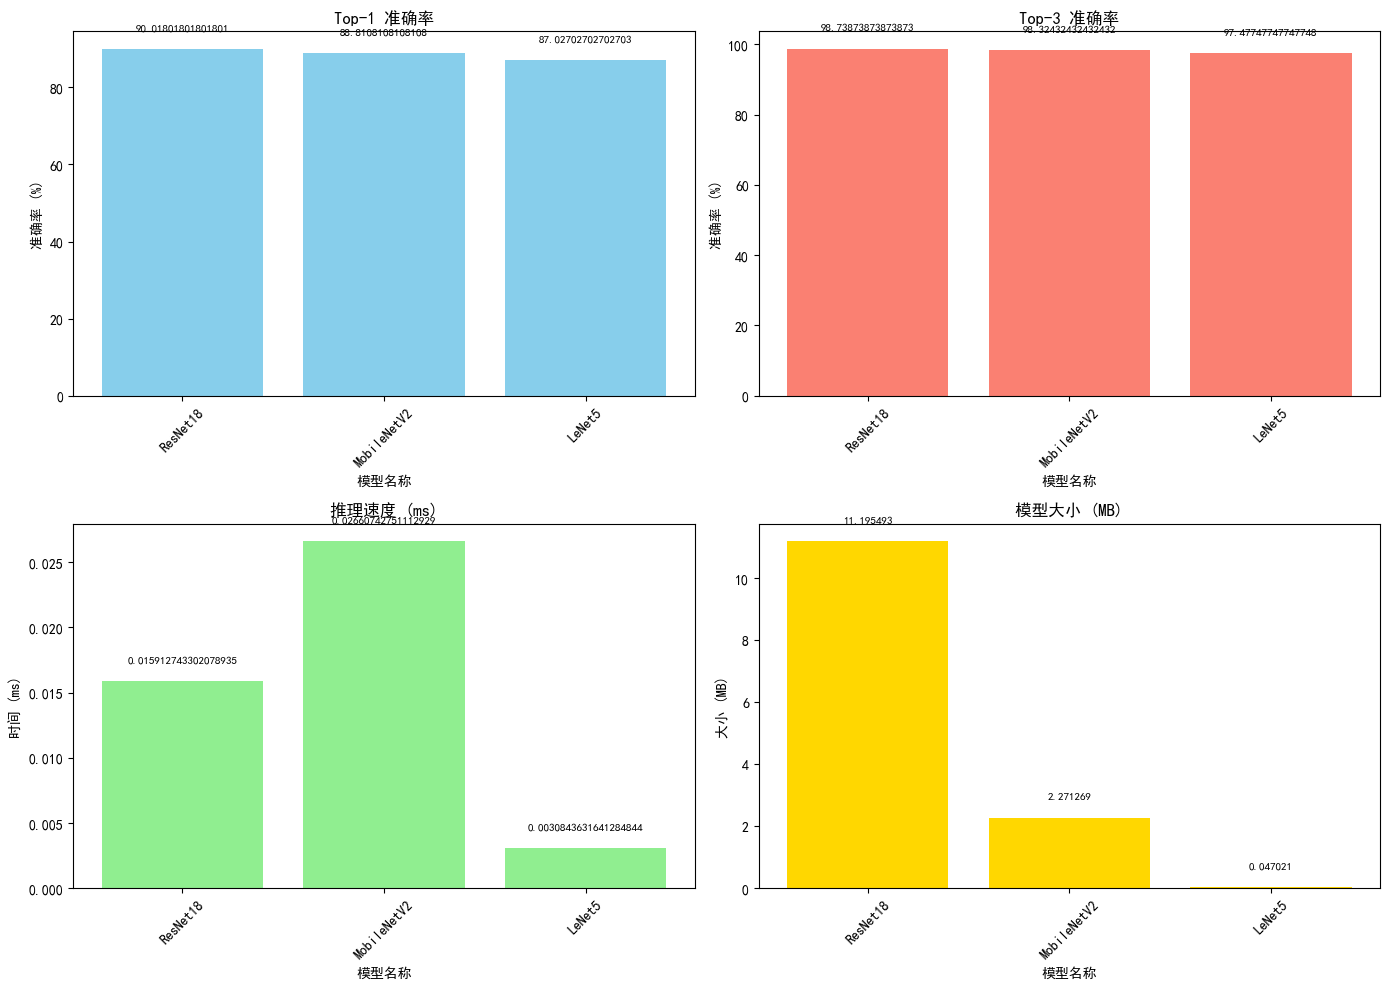 Top-1 准确率
90.01801801801801
88.8108108108108
87.02702702702703
准确率 (%)
80
60
40
20
0
ResNet18
MobileNetV2
LeNet5
模型名称
Top-3 准确率
98.73873873873873
98.32432432432432
97.47747747747748
准确率 (%)
100
80
60
40
20
0
ResNet18
MobileNetV2
LeNet5
模型名称
推理速度 (ms)
0.02660742751112929
0.015912743302078935
0.0030843631641284844
时间 (ms)
0.025
0.020
0.015
0.010
0.005
0.000
ResNet18
MobileNetV2
LeNet5
模型名称
模型大小 (MB)
11.195493
2.271269
0.047021
大小 (MB)
10
8
6
4
2
0
ResNet18
MobileNetV2
LeNet5
模型名称